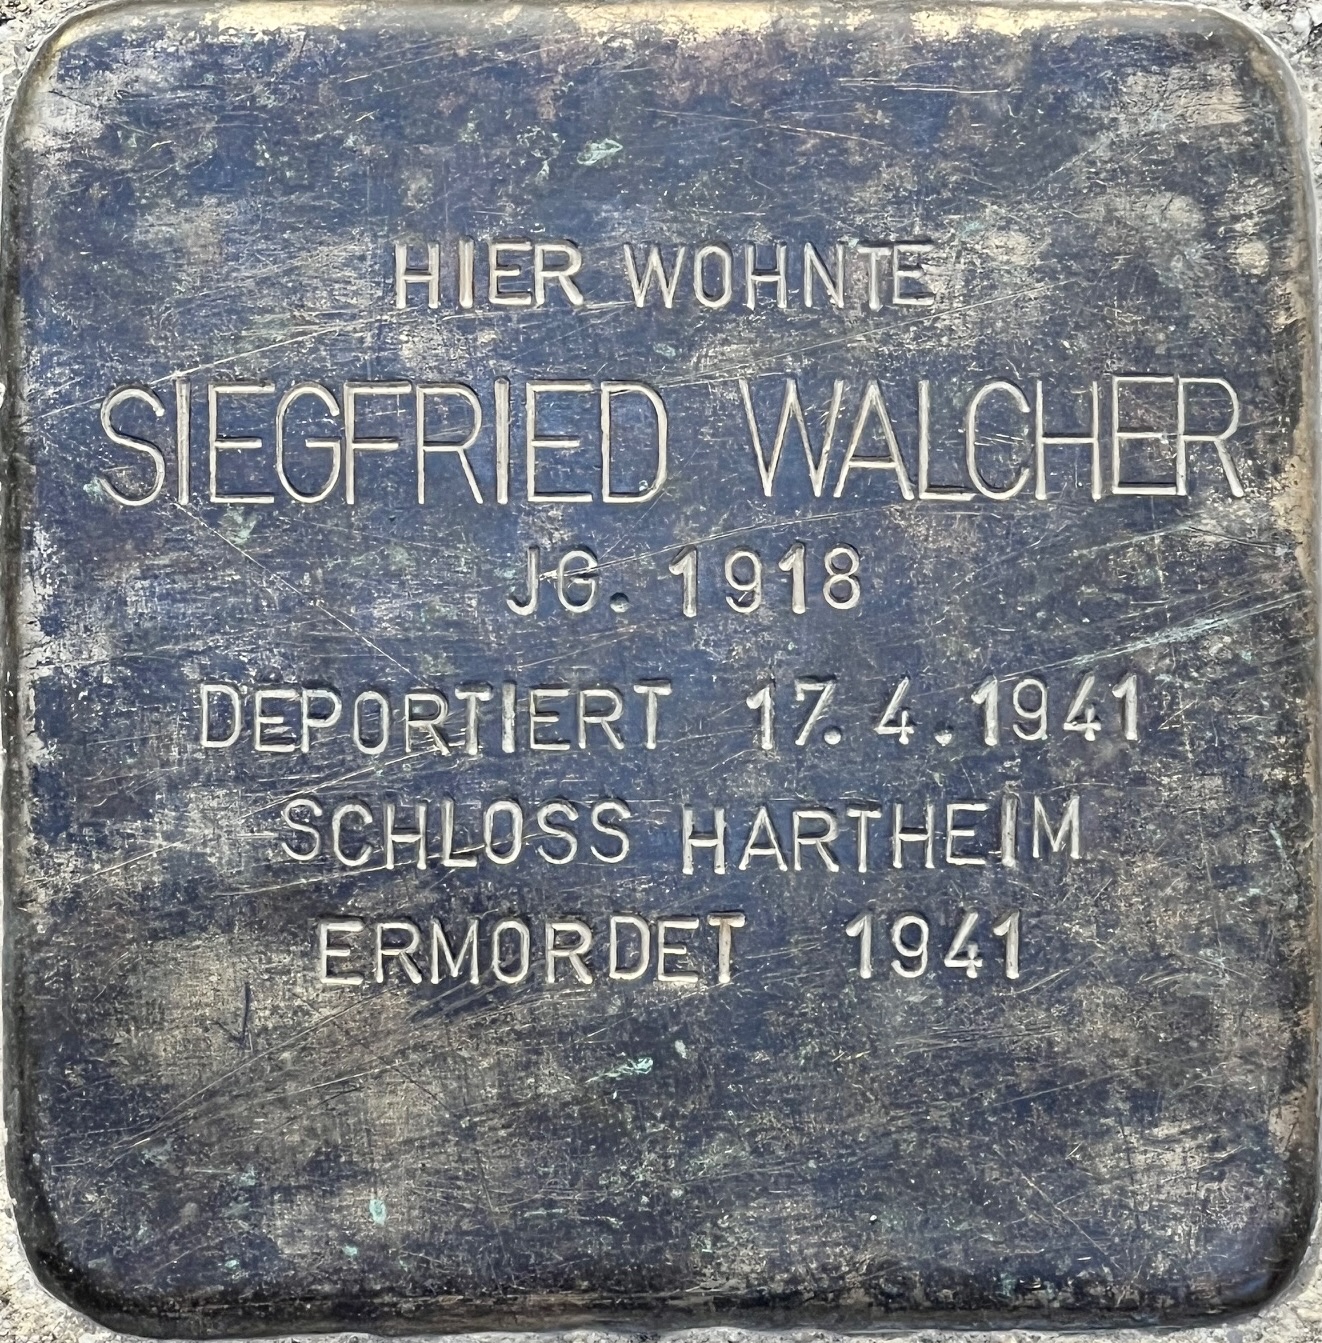 HIER WOHNTE
SIEGFRIED WALCHER
JG. 1918
DEPORTIERT 17.4.1941
SCHLOSS HARTHEIM
ERMORDET 1941